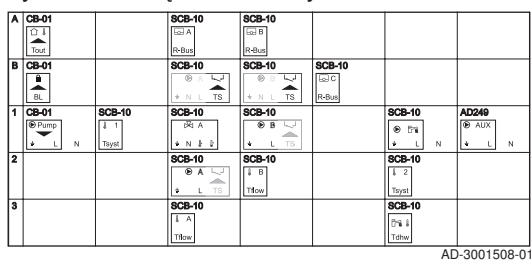 A CB-01 SCB-10 SCB-10
A B
Tout R-Bus R-Bus
B CB-01 SCB-10 SCB-10 SCB-10
A B C
BL N L TS N L TS R-Bus
1 CB-01 SCB-10 SCB-10 SCB-10 SCB-10 AD249
Pump 1 A B AUX
L N Tsyst N L TS L N L N
2 SCB-10 SCB-10 SCB-10
A B 2
L TS Tflow Tsyst
3 SCB-10 SCB-10
A
Tflow Tdhw
AD-3001508-01